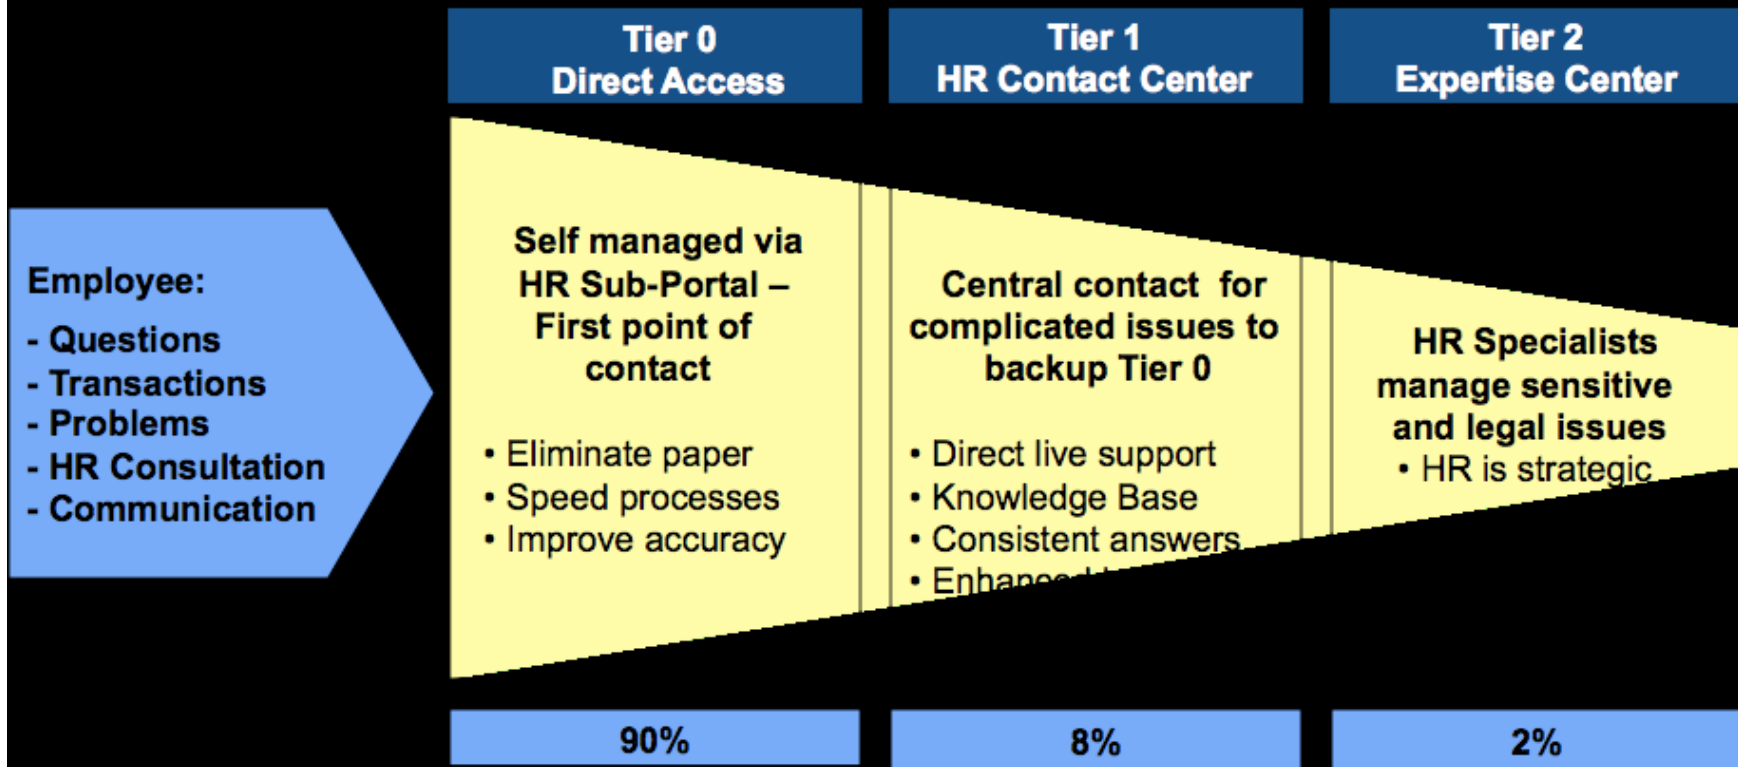 Tier 0
Direct Access
Tier 1
HR Contact Center
Tier 2
Expertise Center
Employee:
- Questions
- Transactions
- Problems
- HR Consultation
- Communication
Self managed via
HR Sub-Portal –
First point of
contact
• Eliminate paper
• Speed processes
• Improve accuracy
Central contact for
complicated issues to
backup Tier 0
• Direct live support
• Knowledge Base
• Consistent answers
• Enhanced
HR Specialists
manage sensitive
and legal issues
• HR is strategic
90%
8%
2%